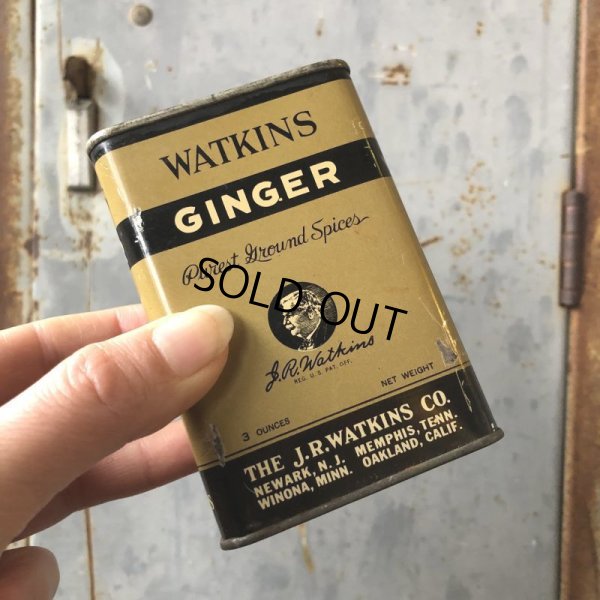 WATKINS
GINGER
Purest Ground Spices
SOLD OUT
J.R. Watkins
REG. U.S. PAT. OFF.
3 OUNCES NET WEIGHT
THE J.R. WATKINS CO.
NEWARK, N.J. MEMPHIS, TENN.
WINONA, MINN. OAKLAND, CALIF.